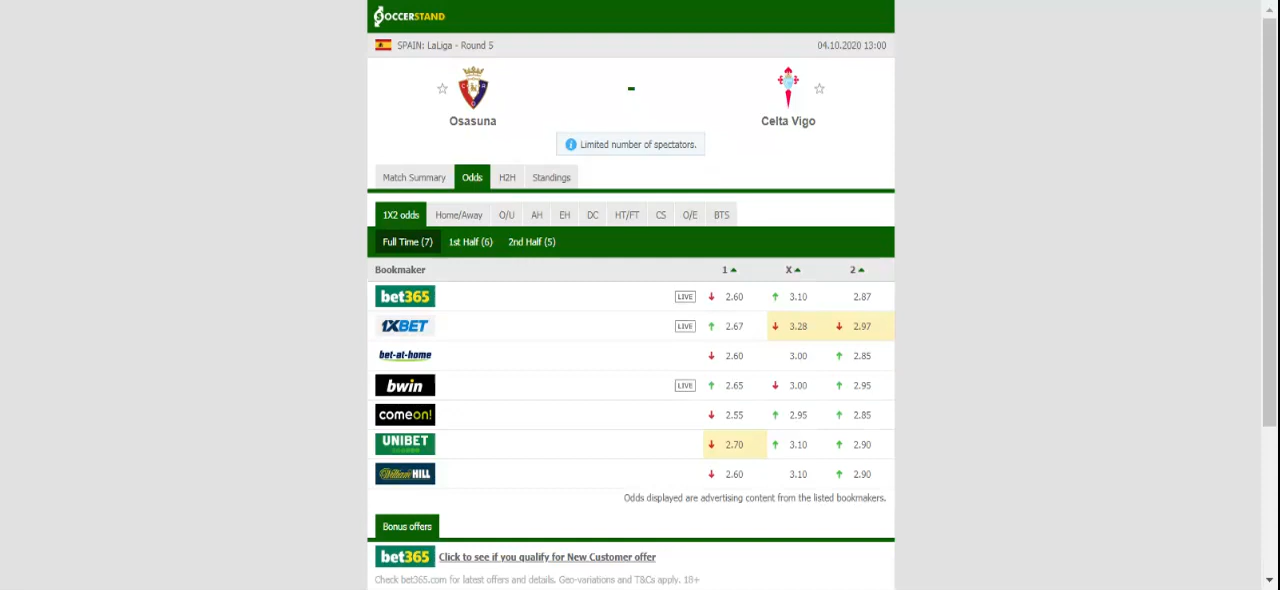 SOCCERSTAND
SPAIN: LaLiga - Round 5 04.10.2020 13:00
-
Osasuna Celta Vigo
Limited number of spectators.
Match Summary Odds H2H Standings
1X2 odds Home/Away O/U AH EH DC HT/FT CS O/E BTS
Full Time (7) 1st Half (6) 2nd Half (5)
Bookmaker 1 X 2
bet365 LIVE 2.60 3.10 2.87
1XBET LIVE 2.67 3.28 2.97
bet-at-home 2.60 3.00 2.85
bwin LIVE 2.65 3.00 2.95
comeon! 2.55 2.95 2.85
UNIBET 2.70 3.10 2.90
William HILL 2.60 3.10 2.90
Odds displayed are advertising content from the listed bookmakers.
Bonus offers
bet365 Click to see if you qualify for New Customer offer
Check bet365.com for latest offers and details. Geo-variations and T&Cs apply. 18+